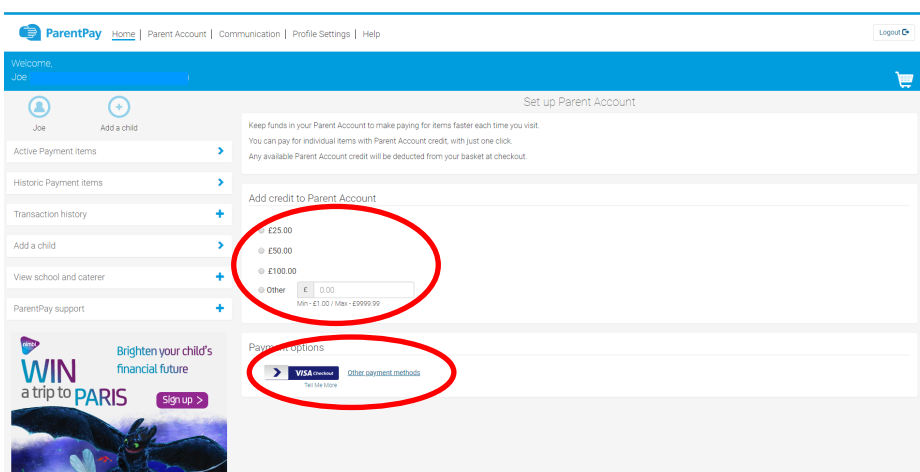 ParentPay Home | Parent Account | Communication | Profile Settings | Help
Logout
Welcome,
Joe
Joe
Add a child
Active Payment items
Historic Payment items
Transaction history
Add a child
View school and caterer
ParentPay support
nimbl
WIN
a trip to PARIS
Brighten your child's
financial future
Sign up >
Set up Parent Account
Keep funds in your Parent Account to make paying for items faster each time you visit.
You can pay for individual items with Parent Account credit, with just one click.
Any available Parent Account credit will be deducted from your basket at checkout.
Add credit to Parent Account
£25.00
£50.00
£100.00
Other £ 0.00
Min - £1.00 / Max - £9999.99
Payment options
VISA Checkout Other payment methods
Tell Me More